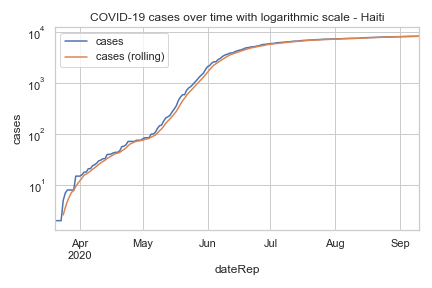 COVID-19 cases over time with logarithmic scale - Haiti
cases
cases (rolling)
10⁴
10³
10²
10¹
cases
Apr
2020
May
Jun
Jul
Aug
Sep
dateRep